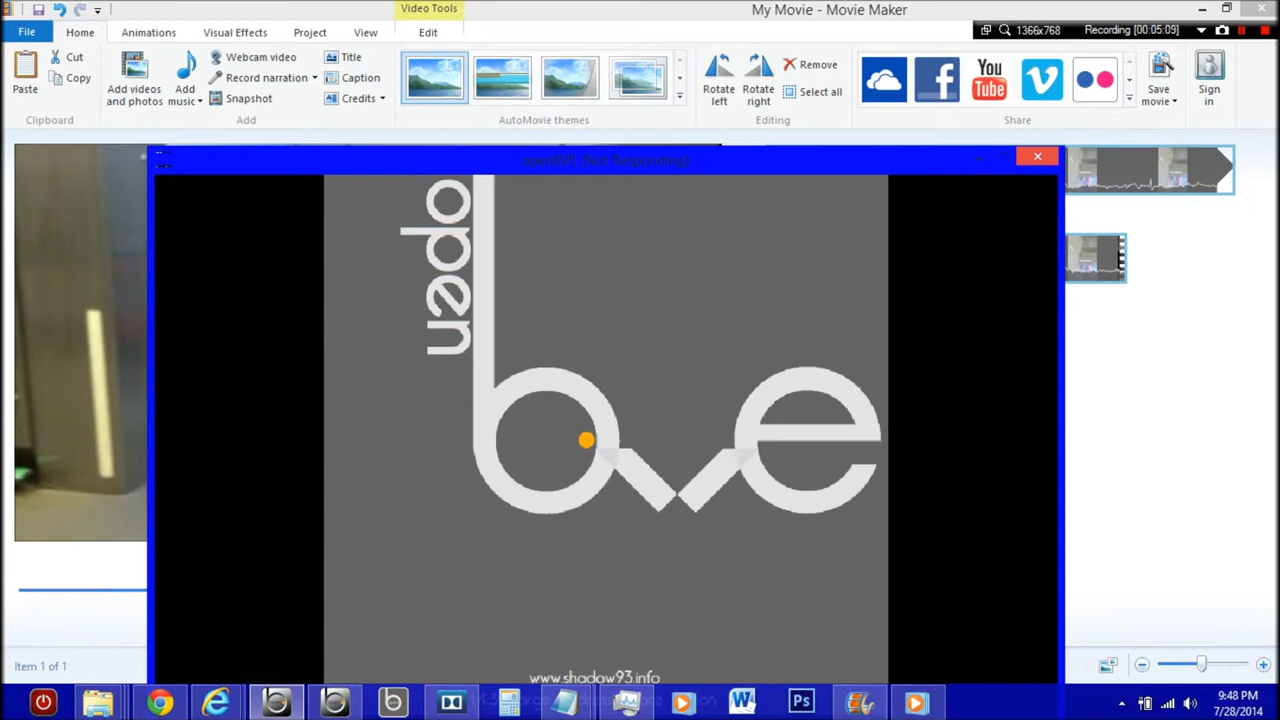 Video Tools
My Movie - Movie Maker
File
Home
Animations
Visual Effects
Project
View
Edit
1366x768
Recording [00:05:09]
Paste
Cut
Copy
Clipboard
Add videos
and photos
Add
music
Webcam video
Record narration
Snapshot
Title
Caption
Credits
Add
AutoMovie themes
Rotate
left
Rotate
right
Remove
Select all
Editing
You
Tube
Share
Save
movie
Sign
in
openBVE (Not Responding)
open
bve
www.shadow93.info
Item 1 of 1
9:48 PM
7/28/2014